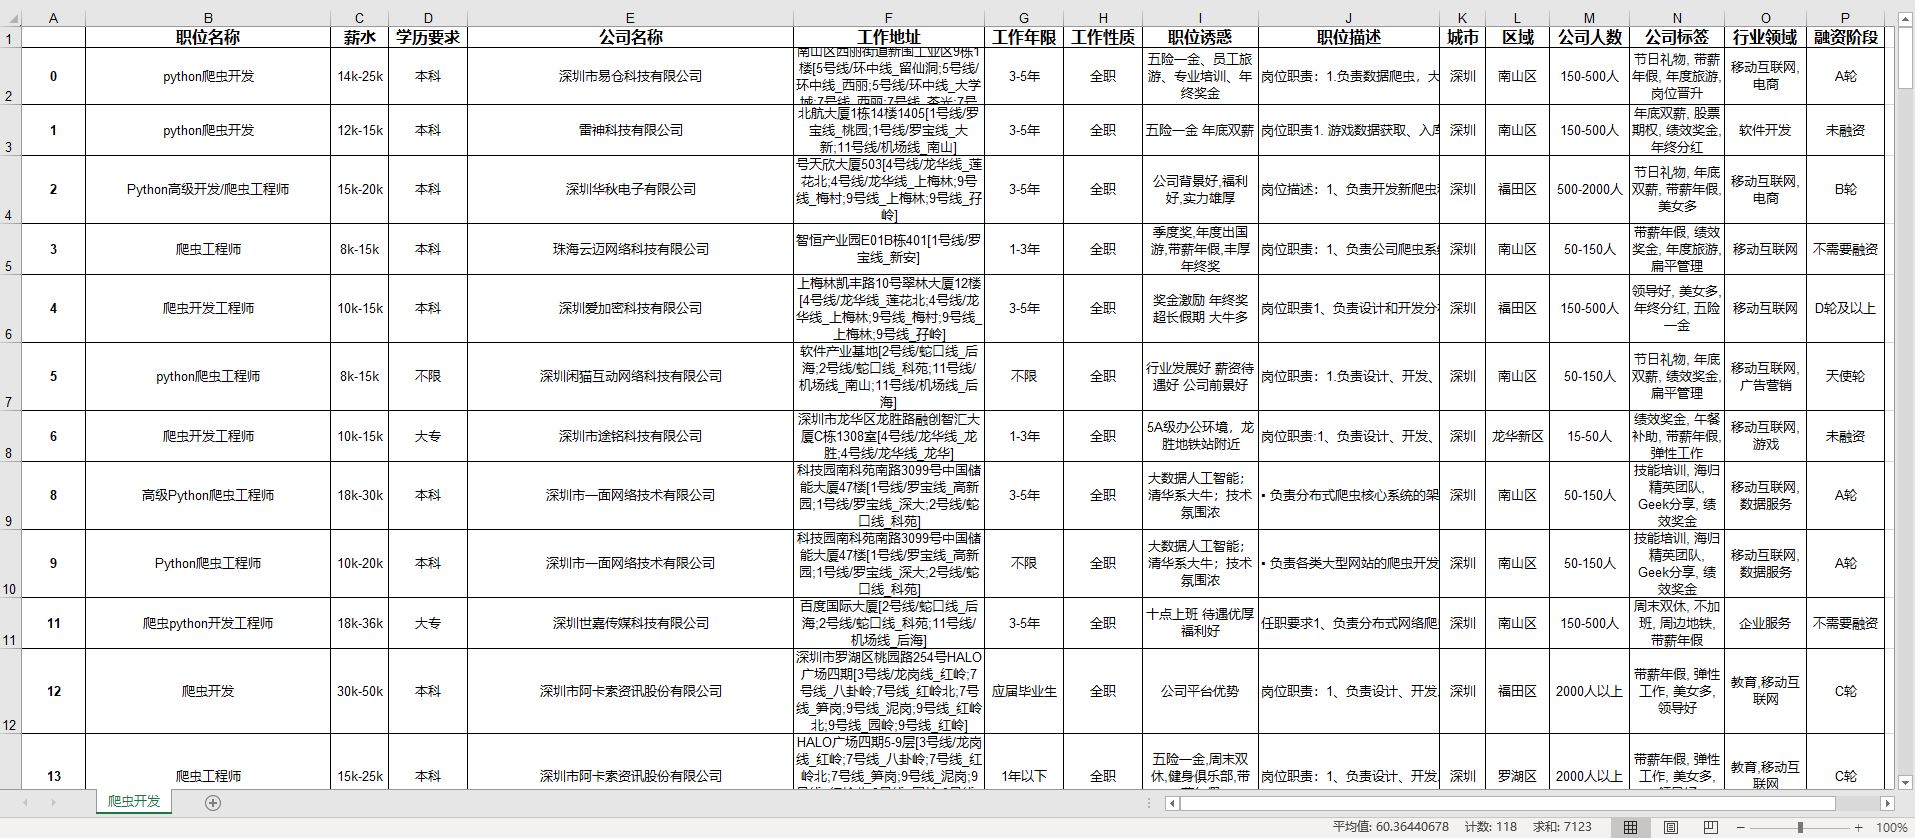 A B C D E F G H I J K L M N O P
1 职位名称 薪水 学历要求 公司名称 工作地址 工作年限 工作性质 职位诱惑 职位描述 城市 区域 公司人数 公司标签 行业领域 融资阶段
2 0 python爬虫开发 14k-25k 本科 深圳市易仓科技有限公司 南山区西丽街道新围工业区9栋1楼[5号线/环中线_留仙洞;5号线/环中线_西丽;5号线/环中线_大学城;7号线_西丽;7号线_茶光;7号 3-5年 全职 五险一金、员工旅游、专业培训、年终奖金 岗位职责：1.负责数据爬虫，大 深圳 南山区 150-500人 节日礼物, 带薪年假, 年度旅游, 岗位晋升 移动互联网,电商 A轮
3 1 python爬虫开发 12k-15k 本科 雷神科技有限公司 北航大厦1栋14楼1405[1号线/罗宝线_桃园;1号线/罗宝线_大新;11号线/机场线_南山] 3-5年 全职 五险一金 年底双薪 岗位职责1. 游戏数据获取、入库 深圳 南山区 150-500人 年底双薪, 股票期权, 绩效奖金, 年终分红 软件开发 未融资
4 2 Python高级开发/爬虫工程师 15k-20k 本科 深圳华秋电子有限公司 号天欣大厦503[4号线/龙华线_莲花北;4号线/龙华线_上梅林;9号线_梅村;9号线_上梅林;9号线_孖岭] 3-5年 全职 公司背景好,福利好,实力雄厚 岗位描述：1、负责开发新爬虫 深圳 福田区 500-2000人 节日礼物, 年底双薪, 带薪年假, 美女多 移动互联网,电商 B轮
5 3 爬虫工程师 8k-15k 本科 珠海云迈网络科技有限公司 智恒产业园E01B栋401[1号线/罗宝线_新安] 1-3年 全职 季度奖,年度出国游,带薪年假,丰厚年终奖 岗位职责：1、负责公司爬虫系 深圳 南山区 50-150人 带薪年假, 绩效奖金, 年度旅游, 扁平管理 移动互联网 不需要融资
6 4 爬虫开发工程师 10k-15k 本科 深圳爱加密科技有限公司 上梅林凯丰路10号翠林大厦12楼[4号线/龙华线_莲花北;4号线/龙华线_上梅林;9号线_梅村;9号线_上梅林;9号线_孖岭] 3-5年 全职 奖金激励 年终奖 超长假期 大牛多 岗位职责1、负责设计和开发分 深圳 福田区 150-500人 领导好, 美女多, 年终分红, 五险一金 移动互联网 D轮及以上
7 5 python爬虫工程师 8k-15k 不限 深圳闲猫互动网络科技有限公司 软件产业基地[2号线/蛇口线_后海;2号线/蛇口线_科苑;11号线/机场线_南山;11号线/机场线_后海] 不限 全职 行业发展好 薪资待遇好 公司前景好 岗位职责：1.负责设计、开发、 深圳 南山区 50-150人 节日礼物, 年底双薪, 绩效奖金, 扁平管理 移动互联网,广告营销 天使轮
8 6 爬虫开发工程师 10k-15k 大专 深圳市途铭科技有限公司 深圳市龙华区龙胜路融创智汇大厦C栋1308室[4号线/龙华线_龙胜;4号线/龙华线_龙华] 1-3年 全职 5A级办公环境，龙胜地铁站附近 岗位职责:1、负责设计、开发、 深圳 龙华新区 15-50人 绩效奖金, 午餐补助, 带薪年假, 弹性工作 移动互联网,游戏 未融资
9 8 高级Python爬虫工程师 18k-30k 本科 深圳市一面网络技术有限公司 科技园南科苑南路3099号中国储能大厦47楼[1号线/罗宝线_高新园;1号线/罗宝线_深大;2号线/蛇口线_科苑] 3-5年 全职 大数据人工智能；清华系大牛；技术氛围浓 ▪ 负责分布式爬虫核心系统的架 深圳 南山区 50-150人 技能培训, 海归精英团队, Geek分享, 绩效奖金 移动互联网,数据服务 A轮
10 9 Python爬虫工程师 10k-20k 本科 深圳市一面网络技术有限公司 科技园南科苑南路3099号中国储能大厦47楼[1号线/罗宝线_高新园;1号线/罗宝线_深大;2号线/蛇口线_科苑] 不限 全职 大数据人工智能；清华系大牛；技术氛围浓 ▪ 负责各类大型网站的爬虫开发 深圳 南山区 50-150人 技能培训, 海归精英团队, Geek分享, 绩效奖金 移动互联网,数据服务 A轮
11 11 爬虫python开发工程师 18k-36k 大专 深圳世嘉传媒科技有限公司 百度国际大厦[2号线/蛇口线_后海;2号线/蛇口线_科苑;11号线/机场线_后海] 3-5年 全职 十点上班 待遇优厚 福利好 任职要求1、负责分布式网络爬 深圳 南山区 150-500人 周末双休, 不加班, 周边地铁, 带薪年假 企业服务 不需要融资
12 12 爬虫开发 30k-50k 本科 深圳市阿卡索资讯股份有限公司 深圳市罗湖区桃园路254号HALO广场四期[3号线/龙岗线_红岭;7号线_八卦岭;7号线_红岭北;7号线_笋岗;9号线_泥岗;9号线_红岭北;9号线_园岭;9号线_红岭] 应届毕业生 全职 公司平台优势 岗位职责：1、负责设计、开发 深圳 福田区 2000人以上 带薪年假, 弹性工作, 美女多, 领导好 教育,移动互联网 C轮
13 爬虫工程师 15k-25k 本科 深圳市阿卡索资讯股份有限公司 HALO广场四期5-9层[3号线/龙岗线_红岭;7号线_八卦岭;7号线_红岭北;7号线_笋岗;9号线_泥岗;9 1年以下 全职 五险一金,周末双休,健身俱乐部,带 岗位职责：1、负责设计、开发 深圳 罗湖区 2000人以上 带薪年假, 弹性工作, 美女多, 教育,移动互联网 C轮
爬虫开发
平均值: 60.36440678 计数: 118 求和: 7123 100%